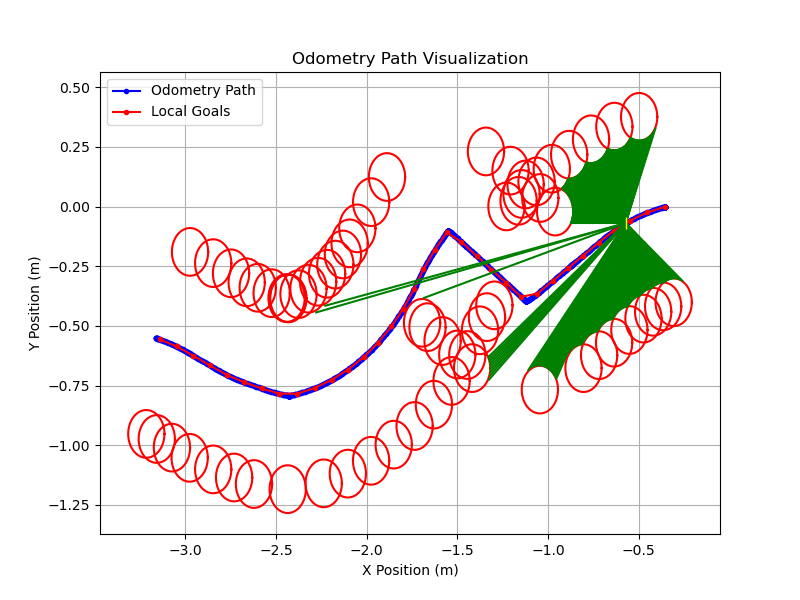 Odometry Path Visualization
Odometry Path
Local Goals
0.50
0.25
0.00
−0.25
−0.50
−0.75
−1.00
−1.25
Y Position (m)
−3.0 −2.5 −2.0 −1.5 −1.0 −0.5
X Position (m)